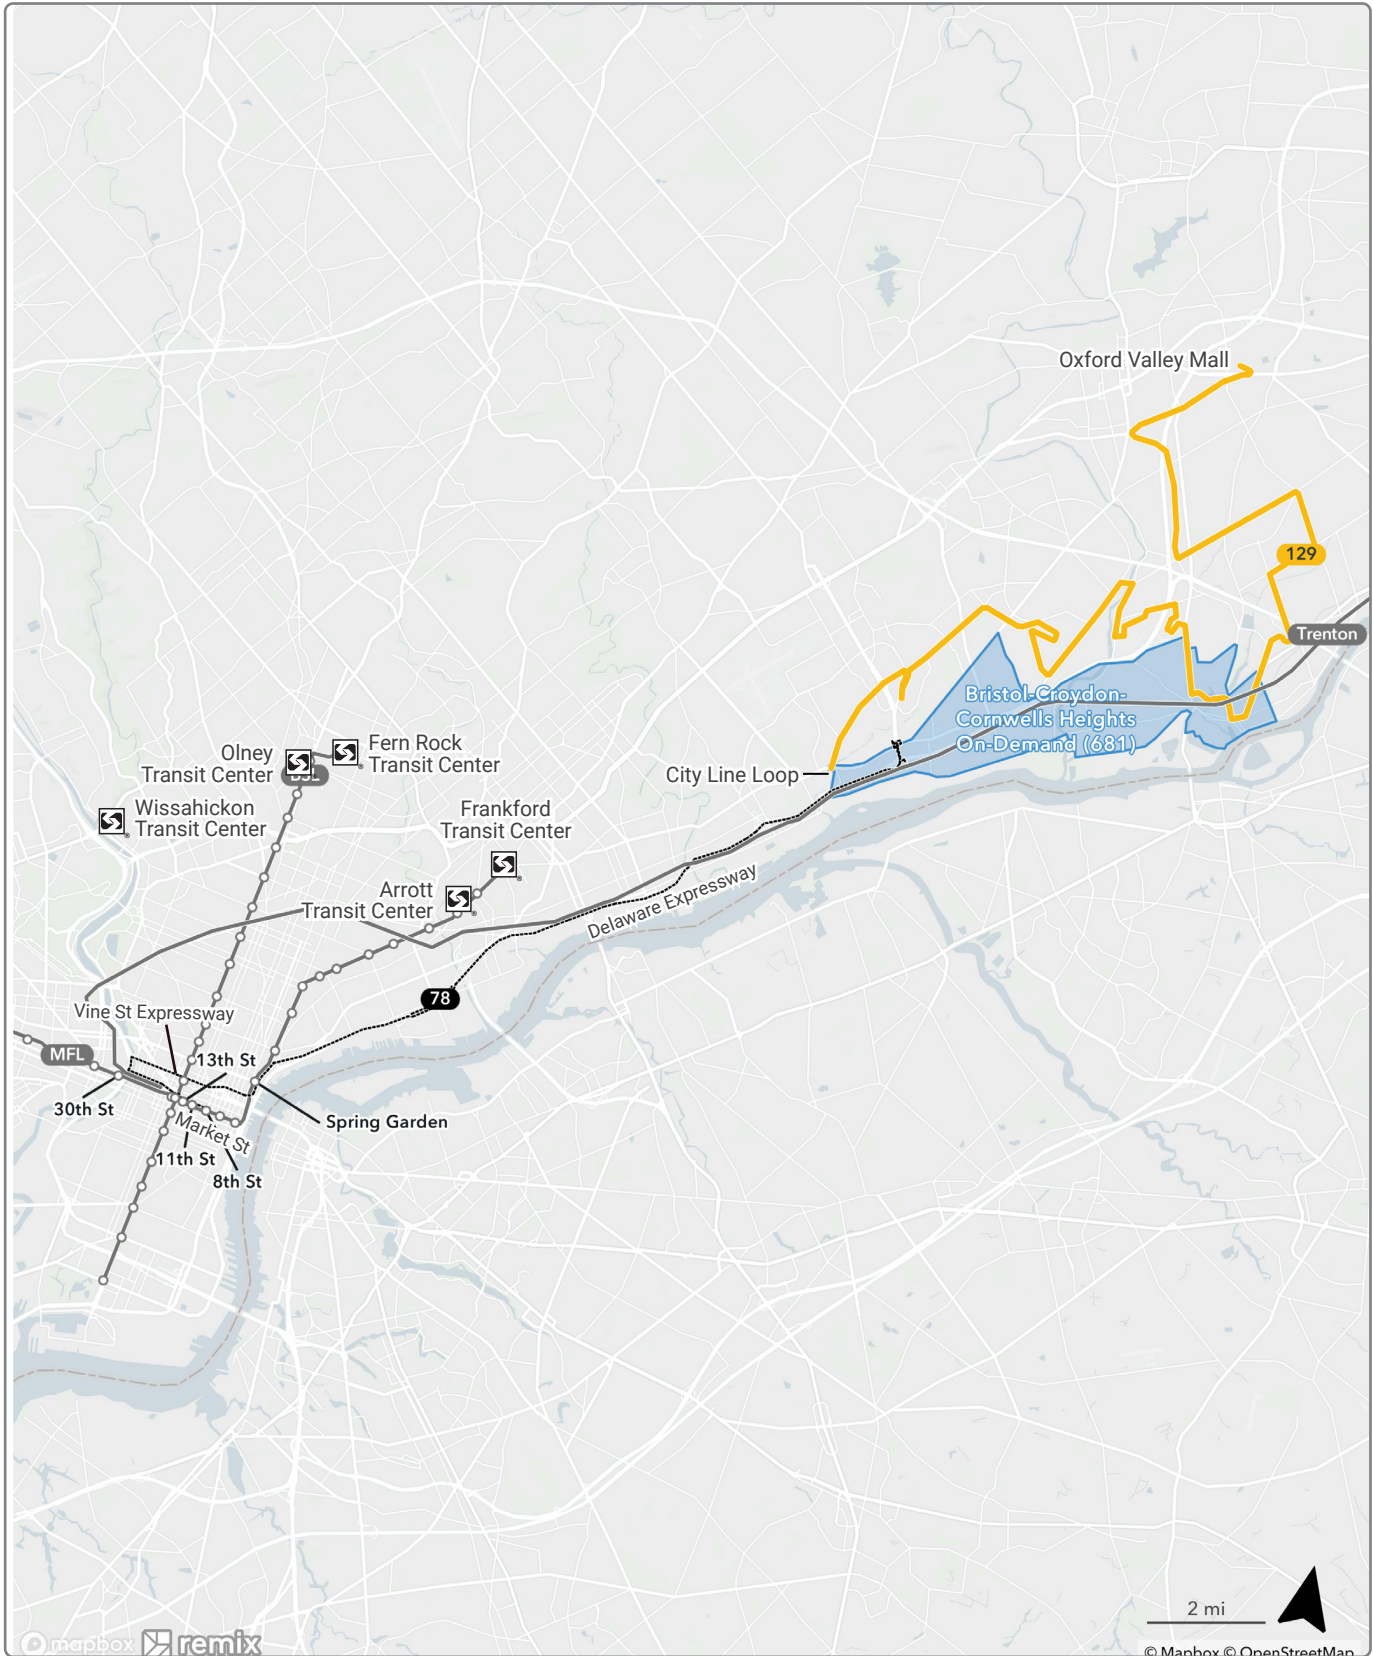 Oxford Valley Mall
129
Trenton
Bristol-Croydon-
Cornwells Heights
On-Demand (681)
City Line Loop
Olney
Transit Center
Fern Rock
Transit Center
BSL
Wissahickon
Transit Center
Frankford
Transit Center
Arrott
Transit Center
Delaware Expressway
78
Vine St Expressway
MFL
13th St
30th St
Spring Garden
Market St
11th St
8th St
2 mi
mapbox remix
© Mapbox © OpenStreetMap